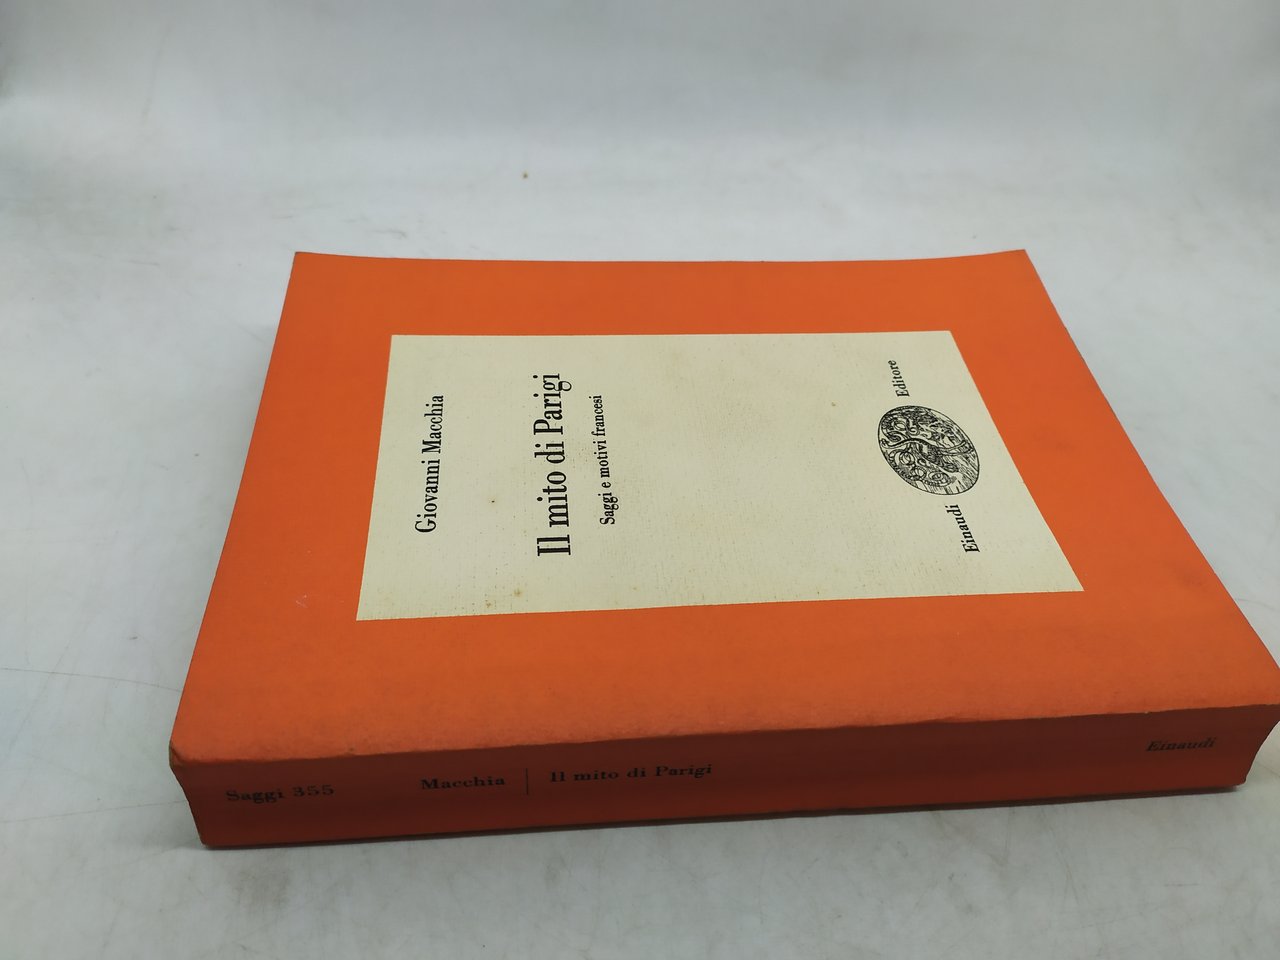 Giovanni Macchia
Il mito di Parigi
Saggi e motivi francesi
Einaudi
Editore
Saggi 355
Macchia
Il mito di Parigi
Einaudi